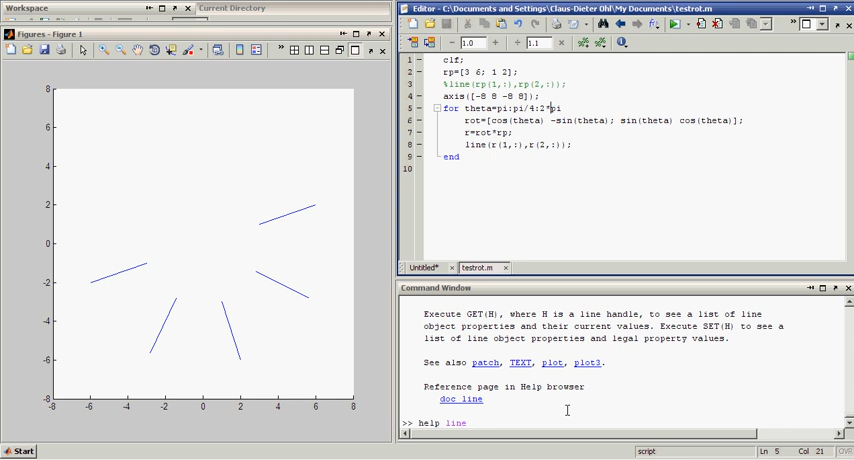 Workspace
Current Directory
Figures - Figure 1
8
6
4
2
0
-2
-4
-6
-8
-8 -6 -4 -2 0 2 4 6 8
Editor - C:\Documents and Settings\Claus-Dieter Ohl\My Documents\testrot.m
1.0
1.1
1 clf;
2 rp=[3 6; 1 2];
3 %line(rp(1,:),rp(2,:));
4 axis([-8 8 -8 8]);
5 for theta=pi:pi/4:2*pi
6 rot=[cos(theta) -sin(theta); sin(theta) cos(theta)];
7 r=rot*rp;
8 line(r(1,:),r(2,:));
9 end
10
Untitled* testrot.m
Command Window
Execute GET(H), where H is a line handle, to see a list of line
object properties and their current values. Execute SET(H) to see a
list of line object properties and legal property values.
See also patch, TEXT, plot, plot3.
Reference page in Help browser
doc line
>> help line
Start
script
Ln 5 Col 21 OVR